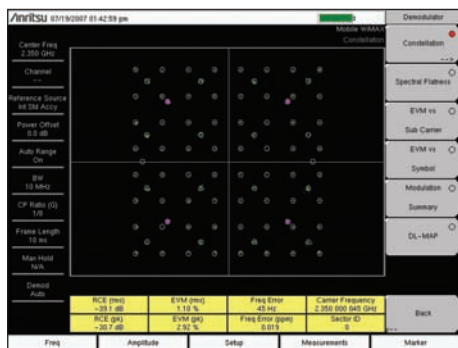 Anritsu 07/19/2007 01:42:59 pm
Mobile WiMAX
Constellation
Center Freq
2.350 GHz
Channel
--
Reference Source
Int Std Accy
Power Offset
0.0 dB
Auto Range
On
BW
10 MHz
CP Ratio (G)
1/8
Frame Length
10 ms
Max Hold
N/A
Demod
Auto
RCE (rms)
-39.1 dB
EVM (rms)
1.10 %
Freq Error
45 Hz
Carrier Frequency
2.350 000 045 GHz
RCE (pk)
-30.7 dB
EVM (pk)
2.92 %
Freq Error (ppm)
0.019
Sector ID
0
Demodulator
Constellation
-->
Spectral Flatness
EVM vs
Sub Carrier
EVM vs
Symbol
Modulation
Summary
DL-MAP
Back
<--
Freq
Amplitude
Setup
Measurements
Marker